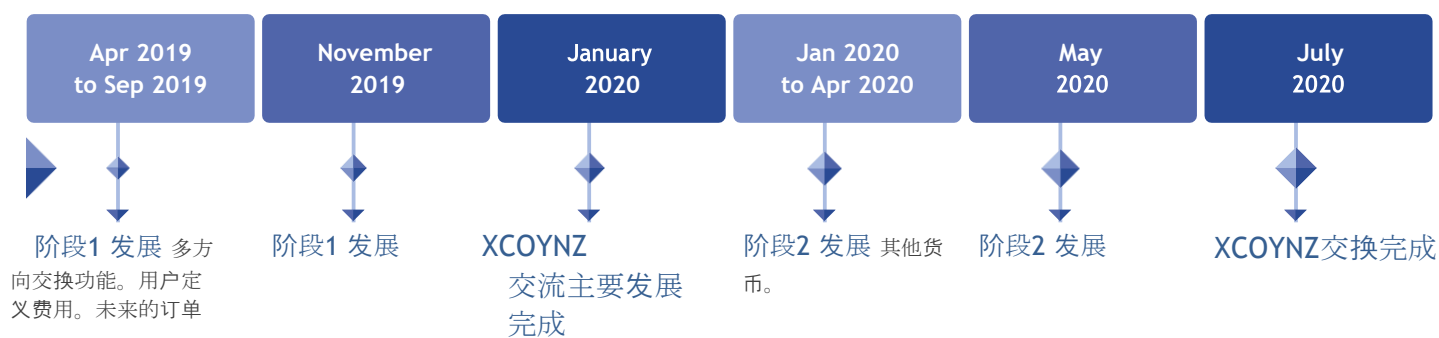 Apr 2019
to Sep 2019
November
2019
January
2020
Jan 2020
to Apr 2020
May
2020
July
2020
阶段1 发展 多方
向交换功能。用户定
义费用。未来的订单
阶段1 发展
XCOYNZ
交流主要发展
完成
阶段2 发展 其他货
币。
阶段2 发展
XCOYNZ交换完成